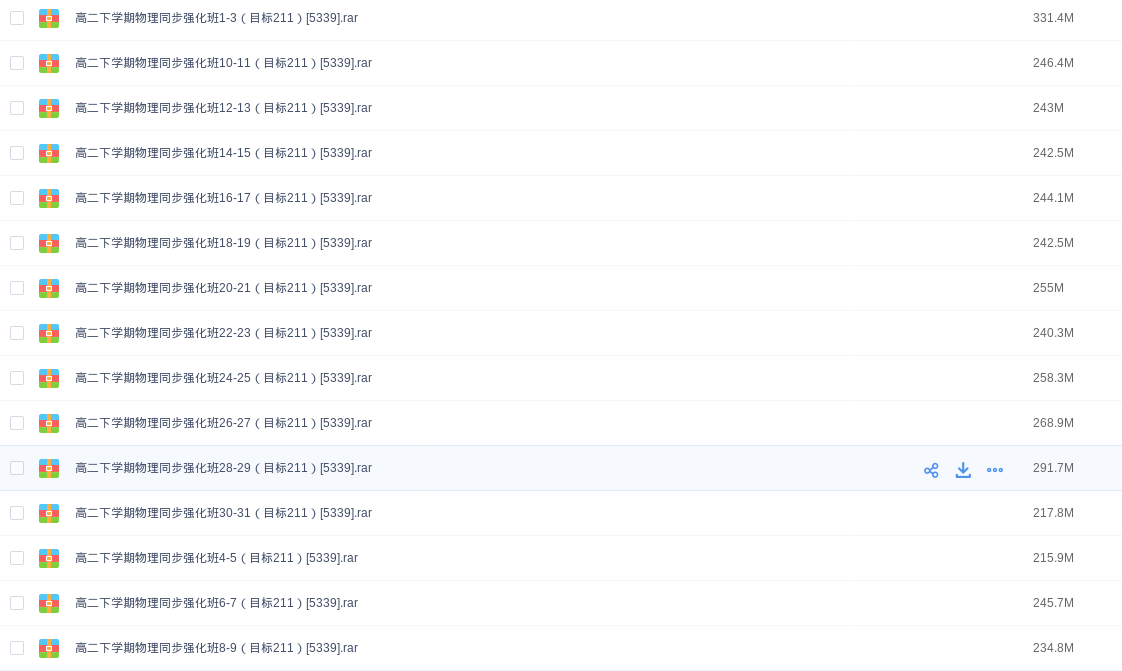 高二下学期物理同步强化班1-3（目标211）[5339].rar 331.4M
高二下学期物理同步强化班10-11（目标211）[5339].rar 246.4M
高二下学期物理同步强化班12-13（目标211）[5339].rar 243M
高二下学期物理同步强化班14-15（目标211）[5339].rar 242.5M
高二下学期物理同步强化班16-17（目标211）[5339].rar 244.1M
高二下学期物理同步强化班18-19（目标211）[5339].rar 242.5M
高二下学期物理同步强化班20-21（目标211）[5339].rar 255M
高二下学期物理同步强化班22-23（目标211）[5339].rar 240.3M
高二下学期物理同步强化班24-25（目标211）[5339].rar 258.3M
高二下学期物理同步强化班26-27（目标211）[5339].rar 268.9M
高二下学期物理同步强化班28-29（目标211）[5339].rar 291.7M
高二下学期物理同步强化班30-31（目标211）[5339].rar 217.8M
高二下学期物理同步强化班4-5（目标211）[5339].rar 215.9M
高二下学期物理同步强化班6-7（目标211）[5339].rar 245.7M
高二下学期物理同步强化班8-9（目标211）[5339].rar 234.8M